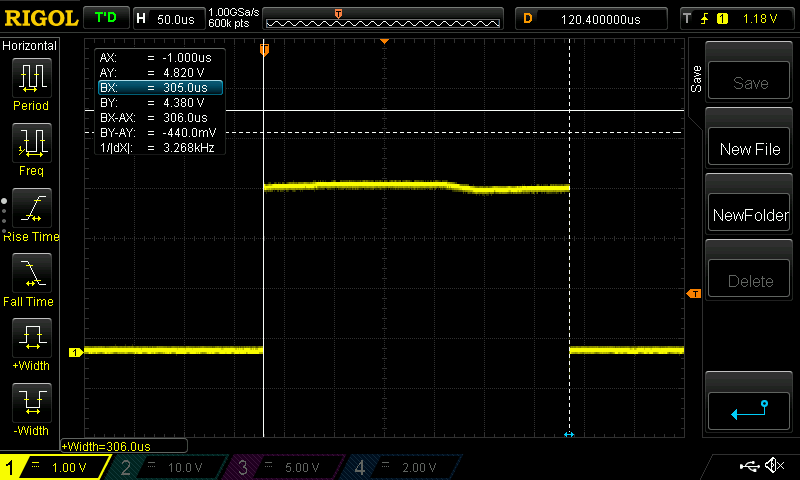 RIGOL T'D H 50.0us 1.00GSa/s 600k pts D 120.400000us T 1 1.18 V
Horizontal
Period
Freq
Rise Time
Fall Time
+Width
-Width
AX: = -1.000us
AY: = 4.820 V
BX: = 305.0us
BY: = 4.380 V
BX-AX: = 306.0us
BY-AY: = -440.0mV
1/|dX|: = 3.268kHz
T
T
1
+Width=306.0us
Save
Save
New File
NewFolder
Delete
1 = 1.00 V 2 = 10.0 V 3 = 5.00 V 4 = 2.00 V